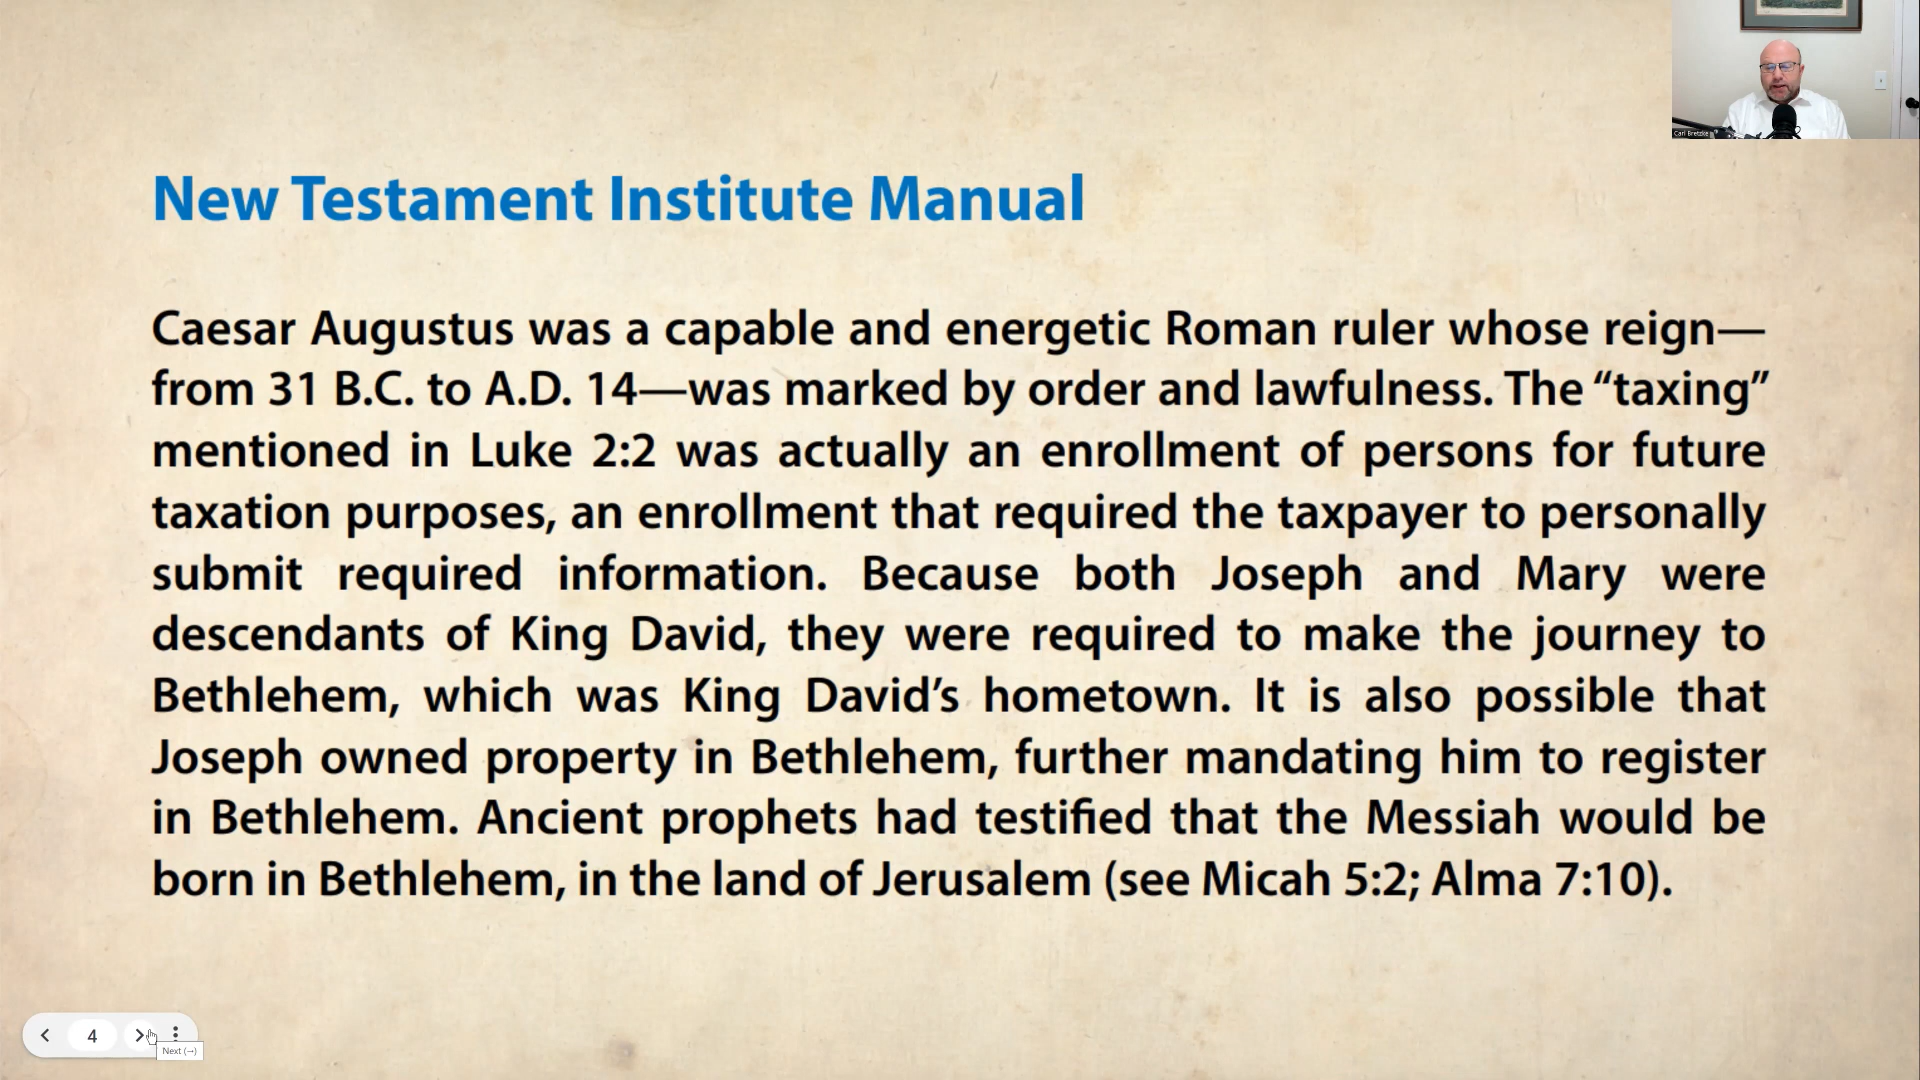 Carl Bretzke
New Testament Institute Manual
Caesar Augustus was a capable and energetic Roman ruler whose reign—
from 31 B.C. to A.D. 14—was marked by order and lawfulness. The “taxing”
mentioned in Luke 2:2 was actually an enrollment of persons for future
taxation purposes, an enrollment that required the taxpayer to personally
submit required information. Because both Joseph and Mary were
descendants of King David, they were required to make the journey to
Bethlehem, which was King David’s hometown. It is also possible that
Joseph owned property in Bethlehem, further mandating him to register
in Bethlehem. Ancient prophets had testified that the Messiah would be
born in Bethlehem, in the land of Jerusalem (see Micah 5:2; Alma 7:10).
4
Next (→)